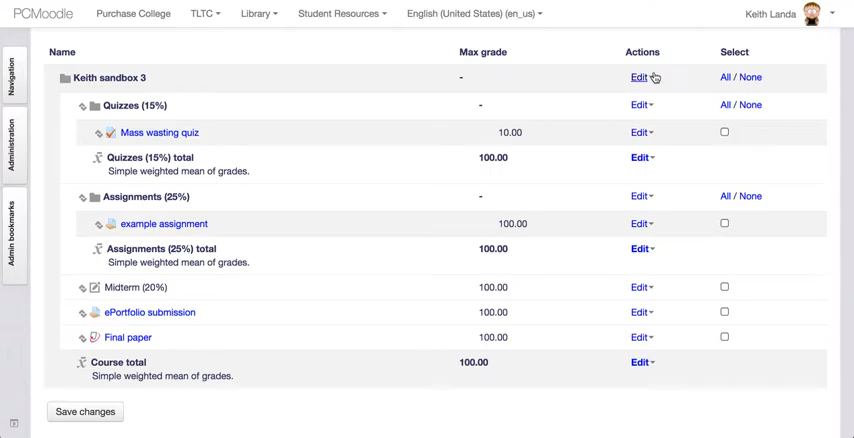 PCMoodle Purchase College TLTC Library Student Resources English (United States) (en_us) Keith Landa
Navigation
Administration
Admin bookmarks
Name Max grade Actions Select
Keith sandbox 3 - Edit All / None
Quizzes (15%) - Edit All / None
Mass wasting quiz 10.00 Edit
Quizzes (15%) total 100.00 Edit
Simple weighted mean of grades.
Assignments (25%) - Edit All / None
example assignment 100.00 Edit
Assignments (25%) total 100.00 Edit
Simple weighted mean of grades.
Midterm (20%) 100.00 Edit
ePortfolio submission 100.00 Edit
Final paper 100.00 Edit
Course total 100.00 Edit
Simple weighted mean of grades.
Save changes